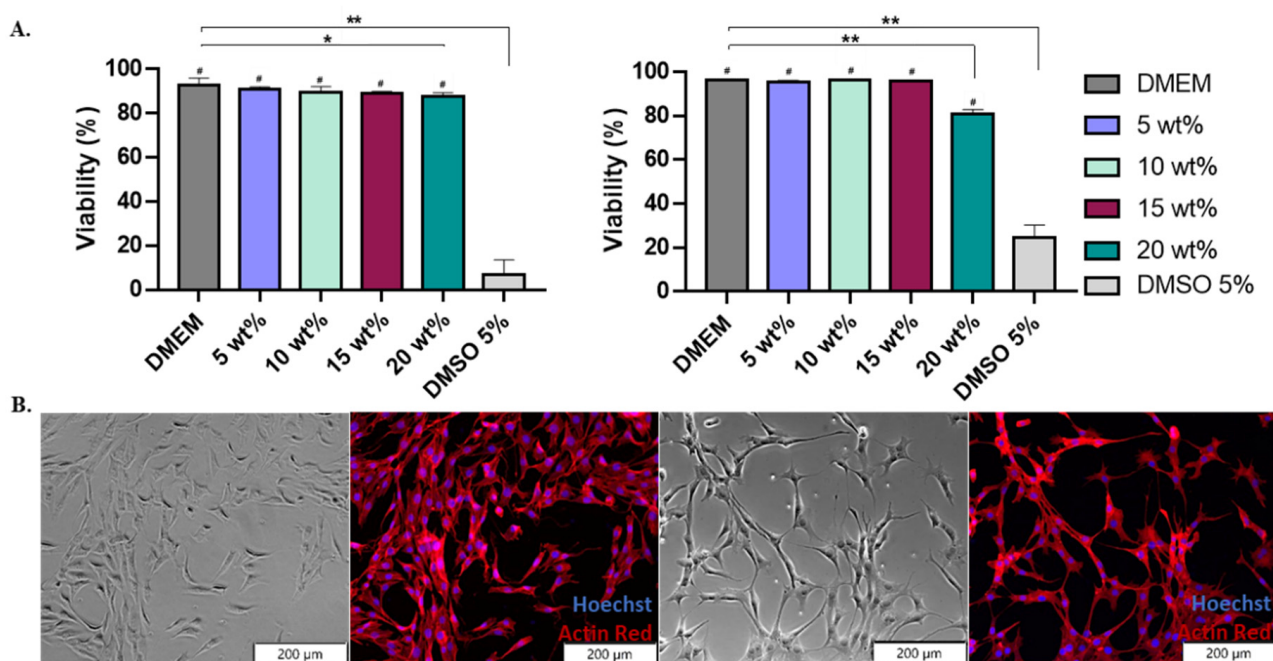 A.
**
*
# # # # #
Viability (%)
100
80
60
40
20
0
DMEM
5 wt%
10 wt%
15 wt%
20 wt%
DMSO 5%
**
**
# # # # #
Viability (%)
100
80
60
40
20
0
DMEM
5 wt%
10 wt%
15 wt%
20 wt%
DMSO 5%
DMEM
5 wt%
10 wt%
15 wt%
20 wt%
DMSO 5%
B.
200 µm
Hoechst
Actin Red
200 µm
200 µm
Hoechst
Actin Red
200 µm